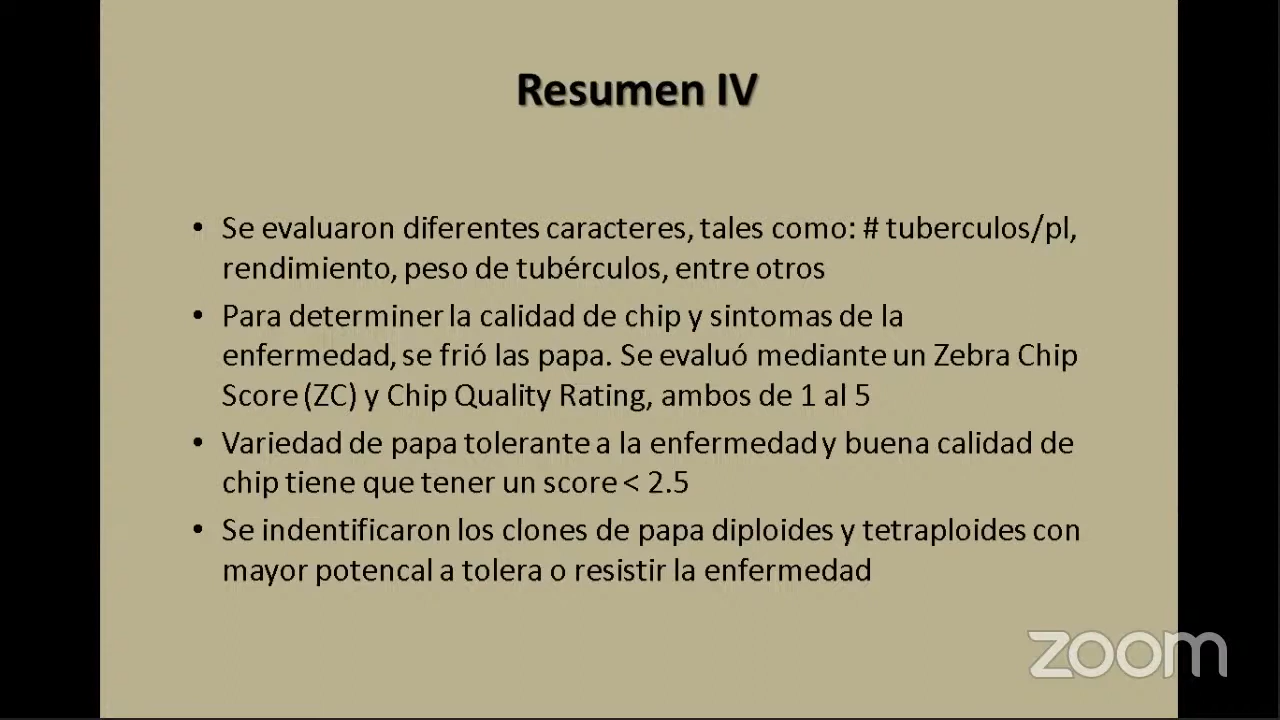 Resumen IV
• Se evaluaron diferentes caracteres, tales como: # tuberculos/pl,
rendimiento, peso de tubérculos, entre otros
• Para determiner la calidad de chip y sintomas de la
enfermedad, se frió las papa. Se evaluó mediante un Zebra Chip
Score (ZC) y Chip Quality Rating, ambos de 1 al 5
• Variedad de papa tolerante a la enfermedad y buena calidad de
chip tiene que tener un score < 2.5
• Se indentificaron los clones de papa diploides y tetraploides con
mayor potencal a tolera o resistir la enfermedad
zoom